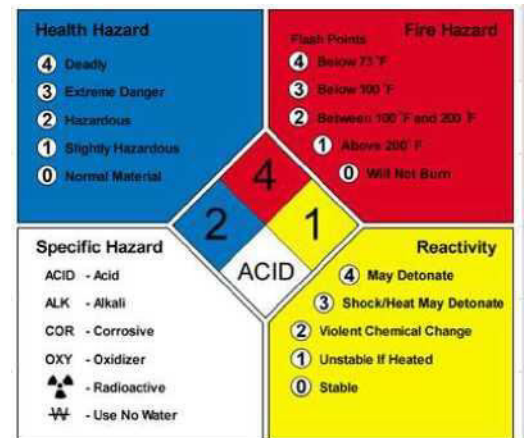 Health Hazard
4 Deadly
3 Extreme Danger
2 Hazardous
1 Slightly Hazardous
0 Normal Material
Fire Hazard
Flash Points
4 Below 73 °F
3 Below 100 °F
2 Between 100 °F and 200 °F
1 Above 200° F
0 Will Not Burn
4
2
1
ACID
Specific Hazard
ACID - Acid
ALK - Alkali
COR - Corrosive
OXY - Oxidizer
- Radioactive
W - Use No Water
Reactivity
4 May Detonate
3 Shock/Heat May Detonate
2 Violent Chemical Change
1 Unstable If Heated
0 Stable